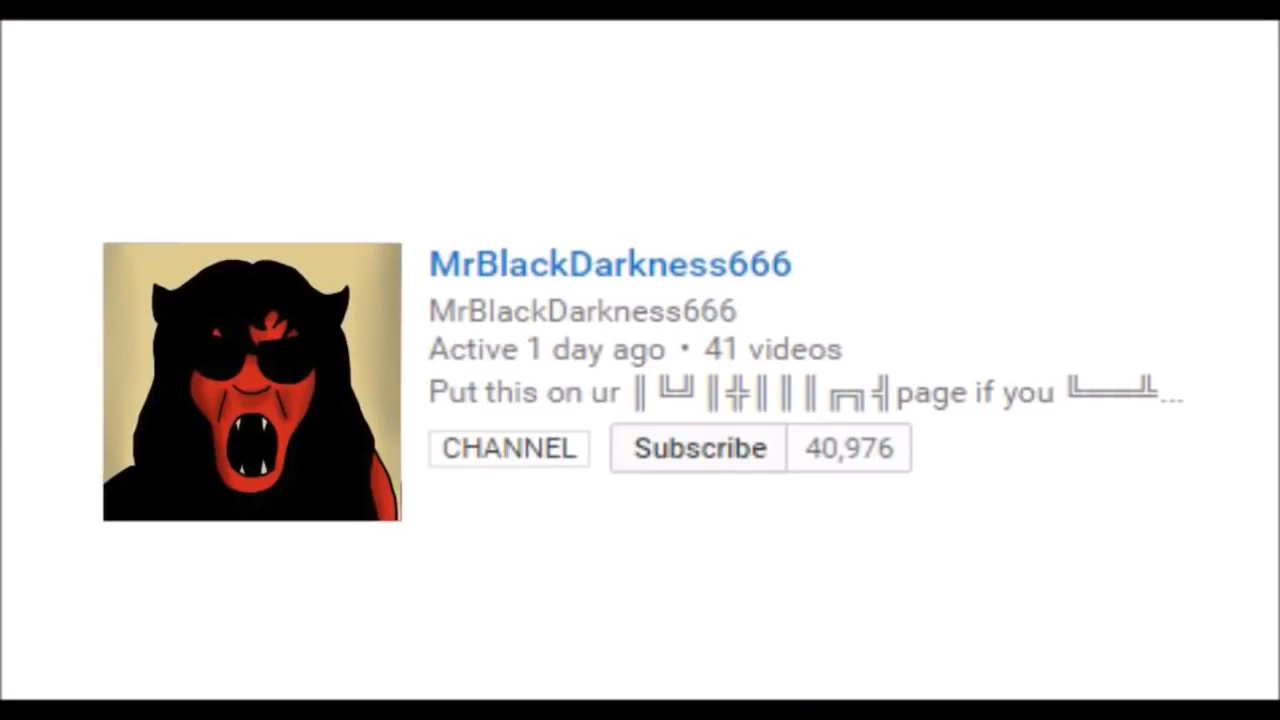 MrBlackDarkness666
MrBlackDarkness666
Active 1 day ago • 41 videos
Put this on ur ║╚╝║╬║║║╔╗╣page if you ╚══╩...
CHANNEL Subscribe 40,976